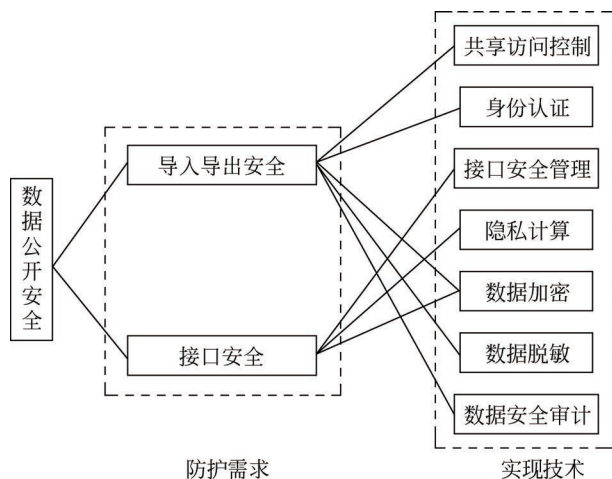 数据公开安全
导入导出安全
接口安全
共享访问控制
身份认证
接口安全管理
隐私计算
数据加密
数据脱敏
数据安全审计
防护需求
实现技术